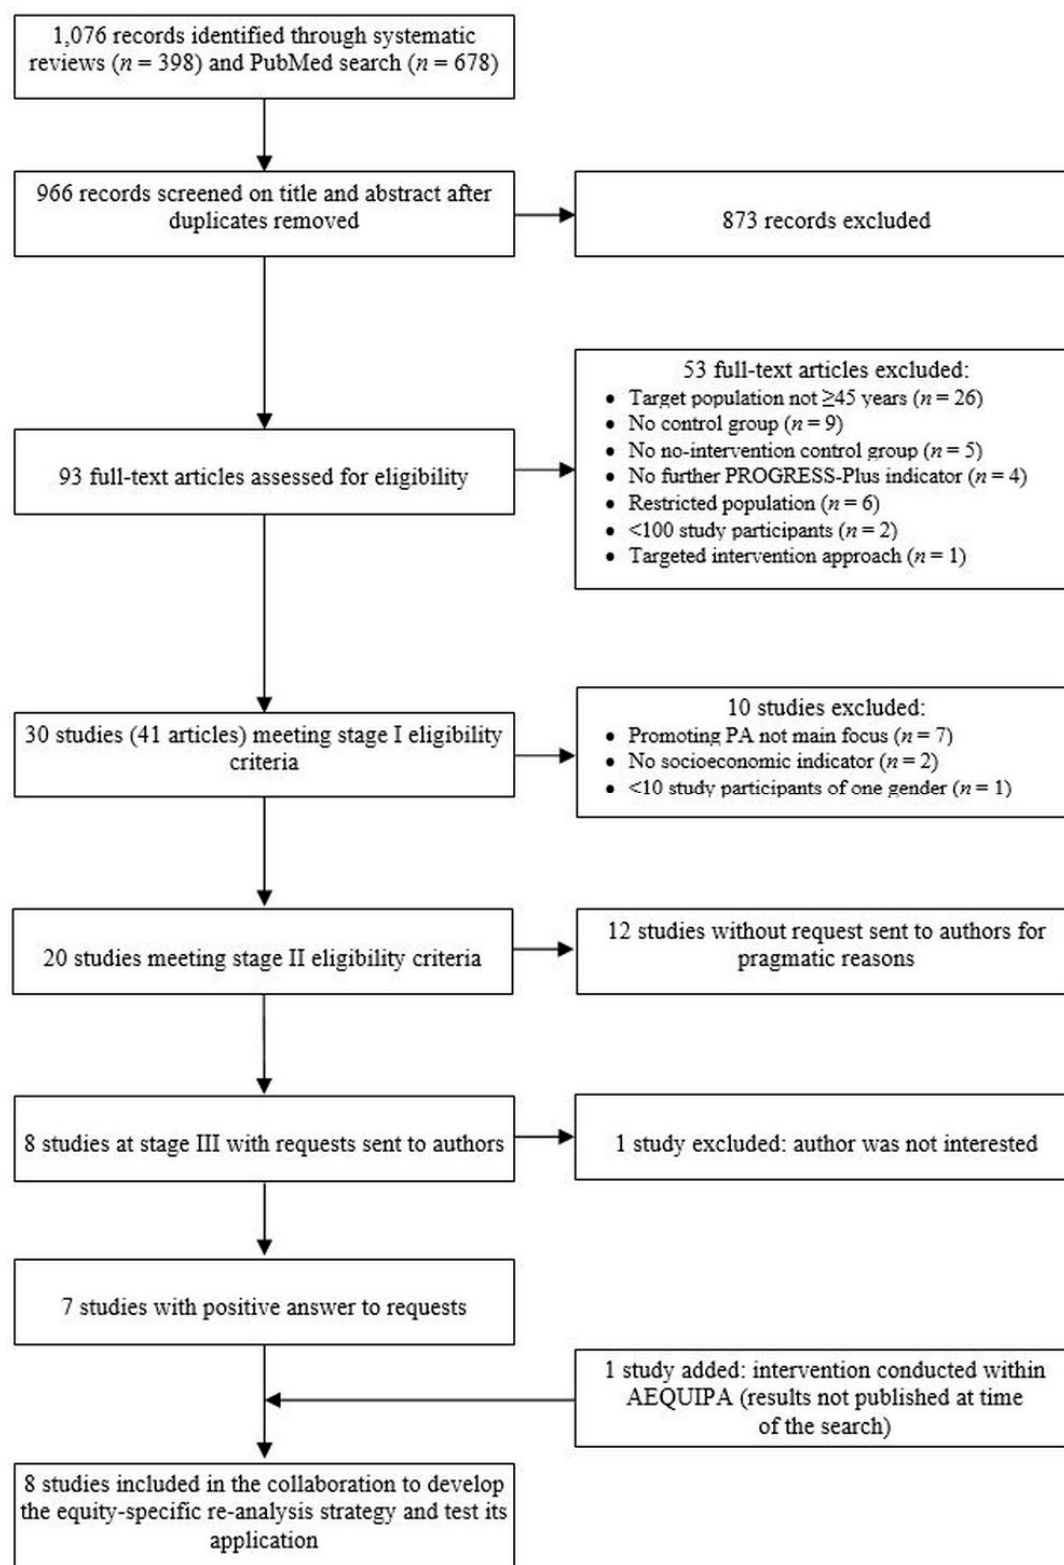 1,076 records identified through systematic
reviews (n = 398) and PubMed search (n = 678)
966 records screened on title and abstract after
duplicates removed
873 records excluded
53 full-text articles excluded:
• Target population not ≥45 years (n = 26)
• No control group (n = 9)
• No no-intervention control group (n = 5)
• No further PROGRESS-Plus indicator (n = 4)
• Restricted population (n = 6)
• <100 study participants (n = 2)
• Targeted intervention approach (n = 1)
93 full-text articles assessed for eligibility
30 studies (41 articles) meeting stage I eligibility
criteria
10 studies excluded:
• Promoting PA not main focus (n = 7)
• No socioeconomic indicator (n = 2)
• <10 study participants of one gender (n = 1)
20 studies meeting stage II eligibility criteria
12 studies without request sent to authors for
pragmatic reasons
8 studies at stage III with requests sent to authors
1 study excluded: author was not interested
7 studies with positive answer to requests
1 study added: intervention conducted within
AEQUIPA (results not published at time
of the search)
8 studies included in the collaboration to develop
the equity-specific re-analysis strategy and test its
application